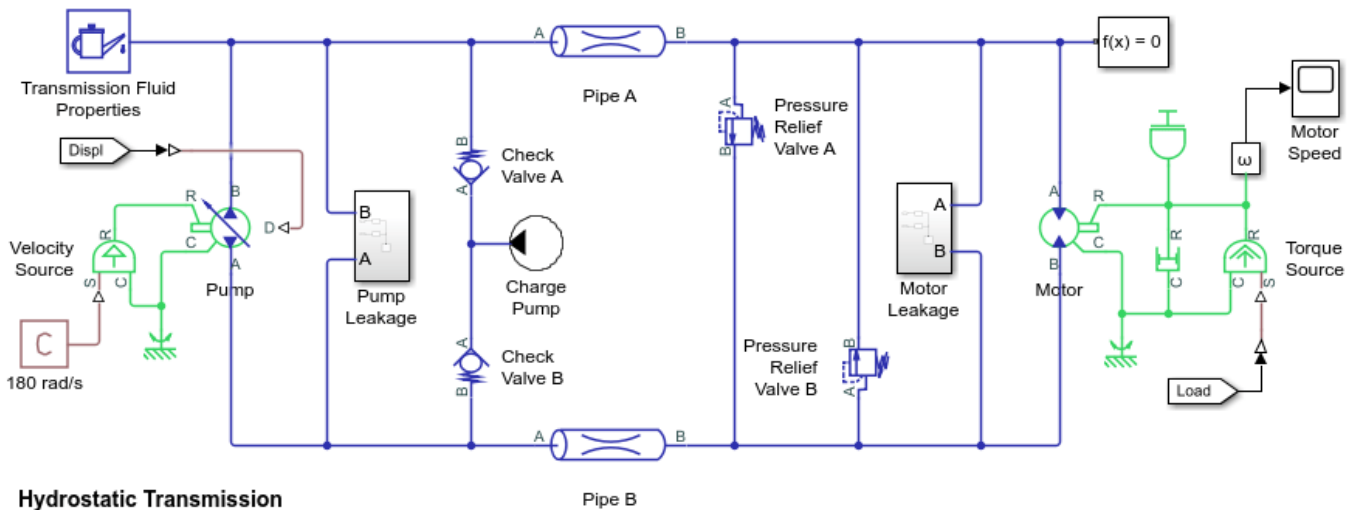 A
B
f(x) = 0
Transmission Fluid
Properties
Pipe A
Pressure
Relief
Valve A
A
B
Motor
Speed
Displ
B
Check
Valve A
A
ω
R
B
D
C
A
Velocity
Source
R
S
C
Pump
B
A
Pump
Leakage
Charge
Pump
A
B
Motor
Leakage
A
R
C
B
Motor
R
C
R
C
S
Torque
Source
C
180 rad/s
A
Check
Valve B
B
Pressure
Relief
Valve B
B
A
Load
A
B
Pipe B
Hydrostatic Transmission